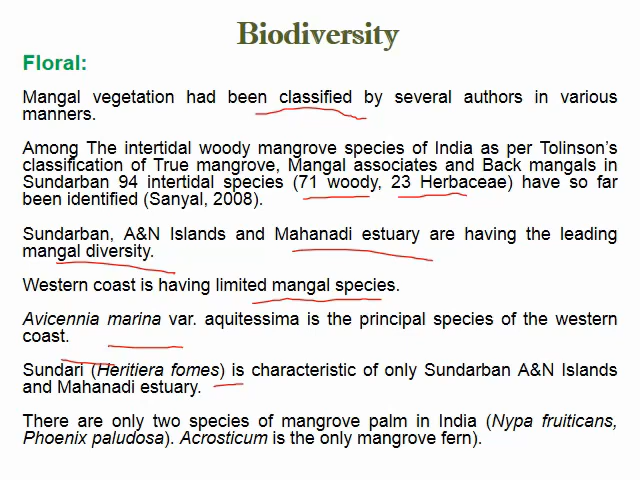 Biodiversity
Floral:
Mangal vegetation had been classified by several authors in various
manners.
Among The intertidal woody mangrove species of India as per Tolinson's
classification of True mangrove, Mangal associates and Back mangals in
Sundarban 94 intertidal species (71 woody, 23 Herbaceae) have so far
been identified (Sanyal, 2008).
Sundarban, A&N Islands and Mahanadi estuary are having the leading
mangal diversity.
Western coast is having limited mangal species.
Avicennia marina var. aquitessima is the principal species of the western
coast.
Sundari (Heritiera fomes) is characteristic of only Sundarban A&N Islands
and Mahanadi estuary.
There are only two species of mangrove palm in India (Nypa fruiticans,
Phoenix paludosa). Acrosticum is the only mangrove fern).